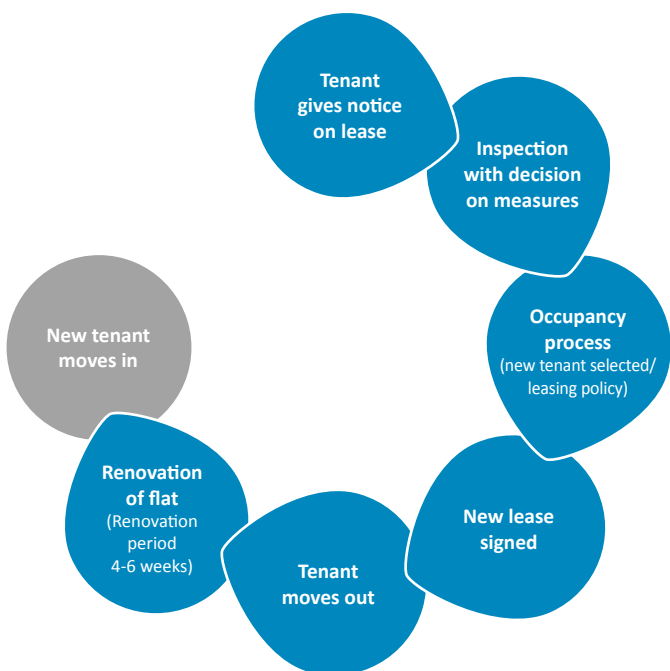 Tenant
gives notice
on lease
Inspection
with decision
on measures
Occupancy
process
(new tenant selected/
leasing policy)
New lease
signed
Tenant
moves out
Renovation
of flat
(Renovation
period
4-6 weeks)
New tenant
moves in